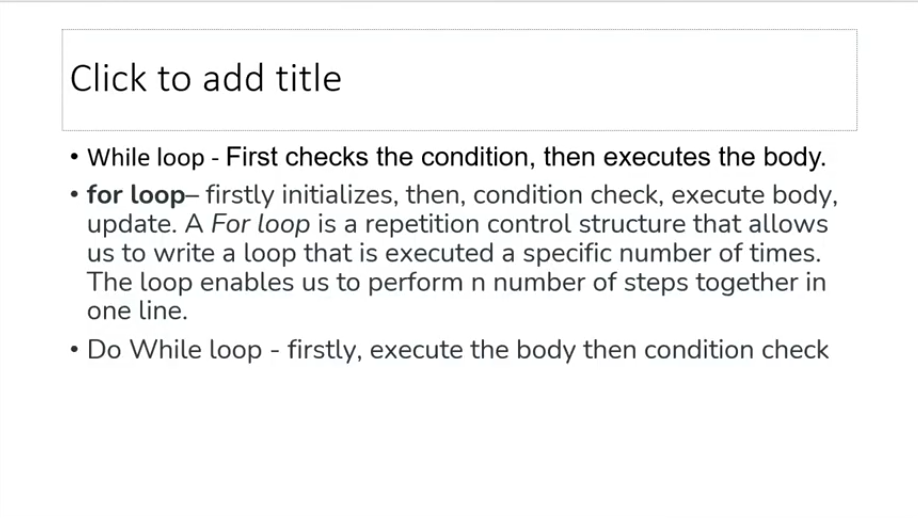 Click to add title
• While loop - First checks the condition, then executes the body.
• for loop– firstly initializes, then, condition check, execute body,
update. A For loop is a repetition control structure that allows
us to write a loop that is executed a specific number of times.
The loop enables us to perform n number of steps together in
one line.
• Do While loop - firstly, execute the body then condition check